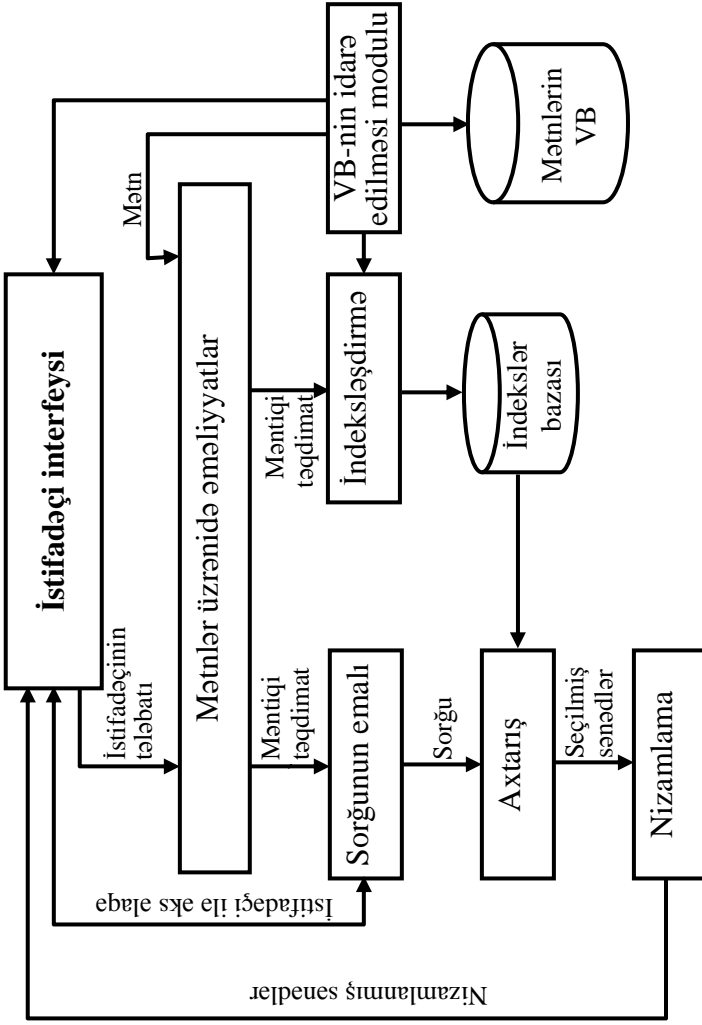 İstifadəçi interfeysi
İstifadəçinin
tələbatı
Mətn
Mətnlər üzrənidə əməliyyatlar
Məntiqi
təqdimat
Məntiqi
təqdimat
Sorğunun emalı
İndeksləşdirmə
VB-nin idarə
edilməsi modulu
Sorğu
Axtarış
İndekslər
bazası
Mətnlərin
VB
Seçilmiş
sənədlər
Nizamlama
İstifadəçi ilə əks əlaqə
Nizamlanmış sənədlər